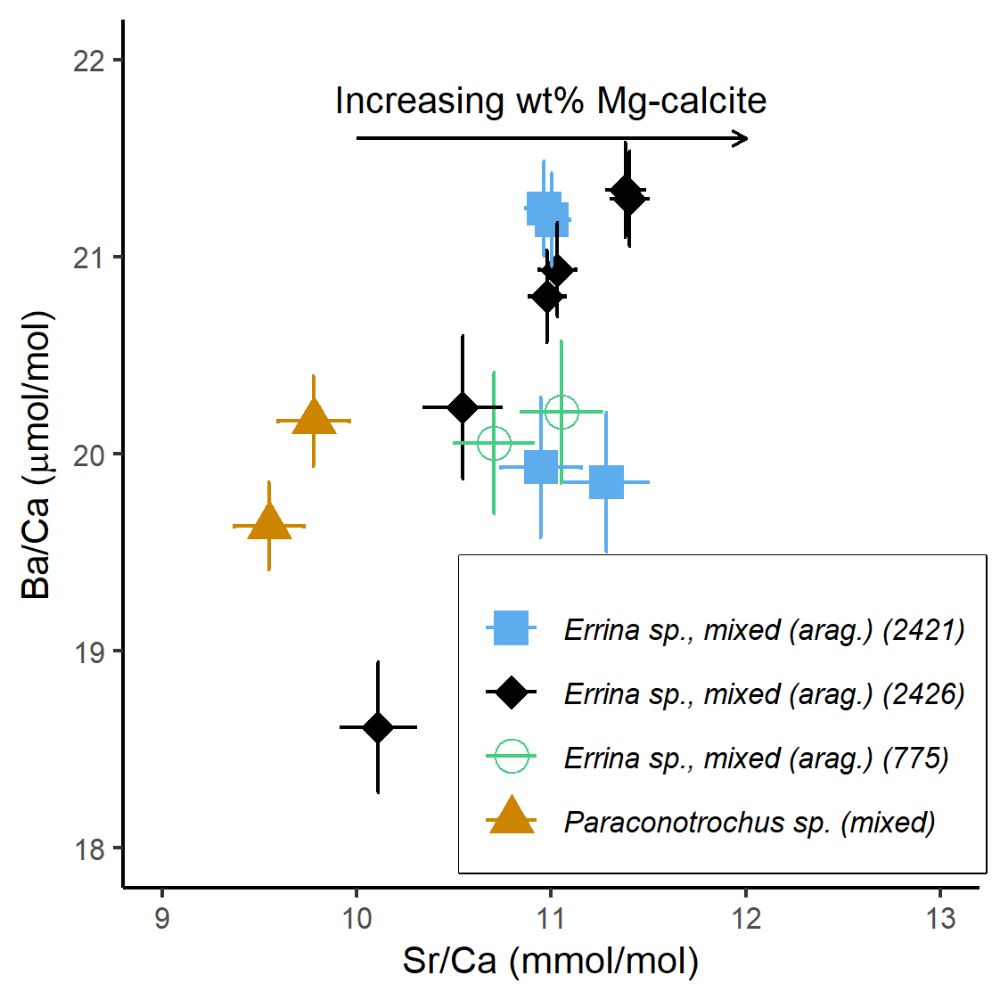 Increasing wt% Mg-calcite
22
21
20
19
18
Ba/Ca (μmol/mol)
Errina sp., mixed (arag.) (2421)
Errina sp., mixed (arag.) (2426)
Errina sp., mixed (arag.) (775)
Paraconotrochus sp. (mixed)
9 10 11 12 13
Sr/Ca (mmol/mol)